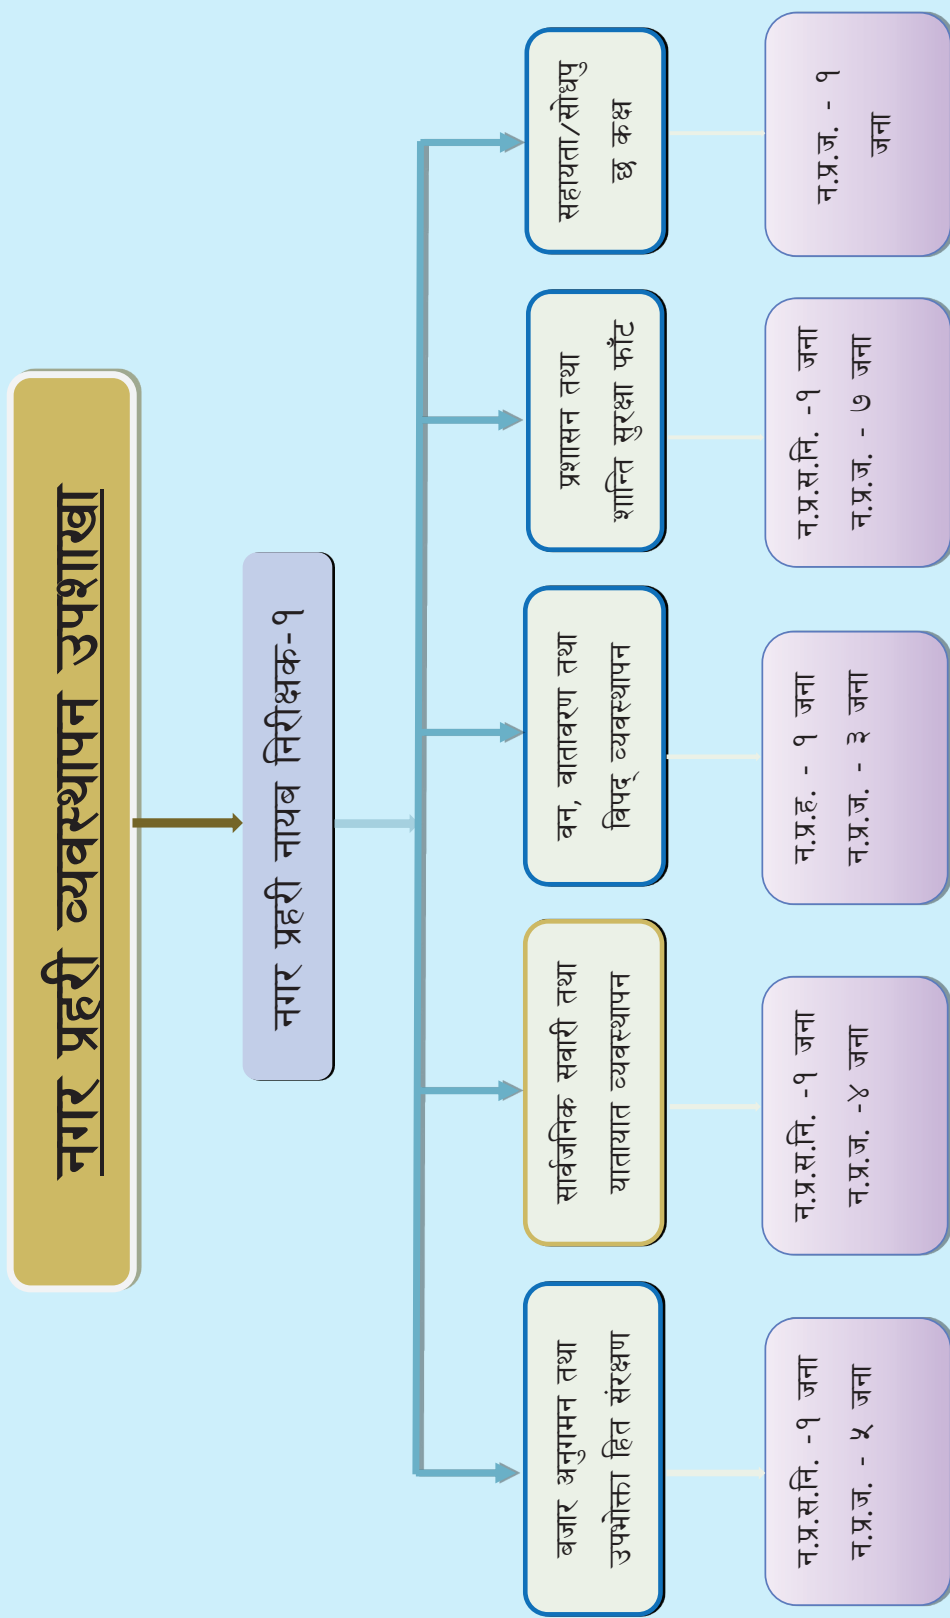 नगर प्रहरी व्यवस्थापन उपशाखा
नगर प्रहरी नायब निरीक्षक-१
बजार अनुगमन तथा
उपभोक्ता हित संरक्षण
सार्वजनिक सवारी तथा
यातायात व्यवस्थापन
वन, वातावरण तथा
विपद् व्यवस्थापन
प्रशासन तथा
शान्ति सुरक्षा फाँट
सहायता/सोधपु
छ कक्ष
न.प्र.स.नि. -१ जना
न.प्र.ज. - ५ जना
न.प्र.स.नि. -१ जना
न.प्र.ज. -४ जना
न.प्र.ह. - १ जना
न.प्र.ज. - ३ जना
न.प्र.स.नि. -१ जना
न.प्र.ज. - ७ जना
न.प्र.ज. - १
जना